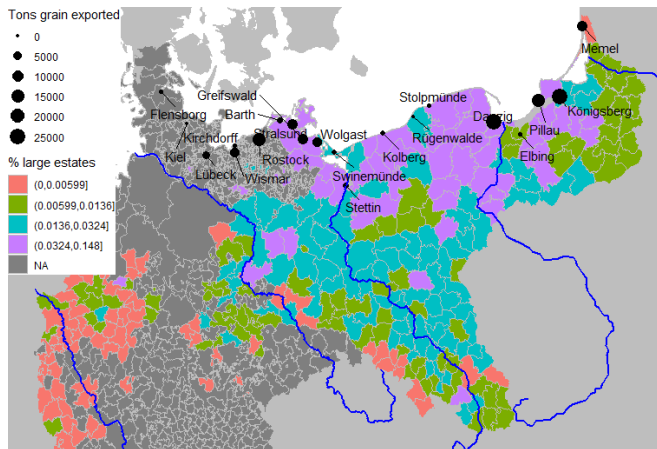 Tons grain exported
0
5000
10000
15000
20000
25000
% large estates
(0,0.00599]
(0.00599,0.0136]
(0.0136,0.0324]
(0.0324,0.148]
NA
Memel
Greifswald
Stolpmünde
Barth
Flensborg
Danzig
Königsberg
Kirchdorff
Stralsund
Wolgast
Rügenwalde
Pillau
Kiel
Rostock
Kolberg
Elbing
Lübeck
Wismar
Swinemünde
Stettin